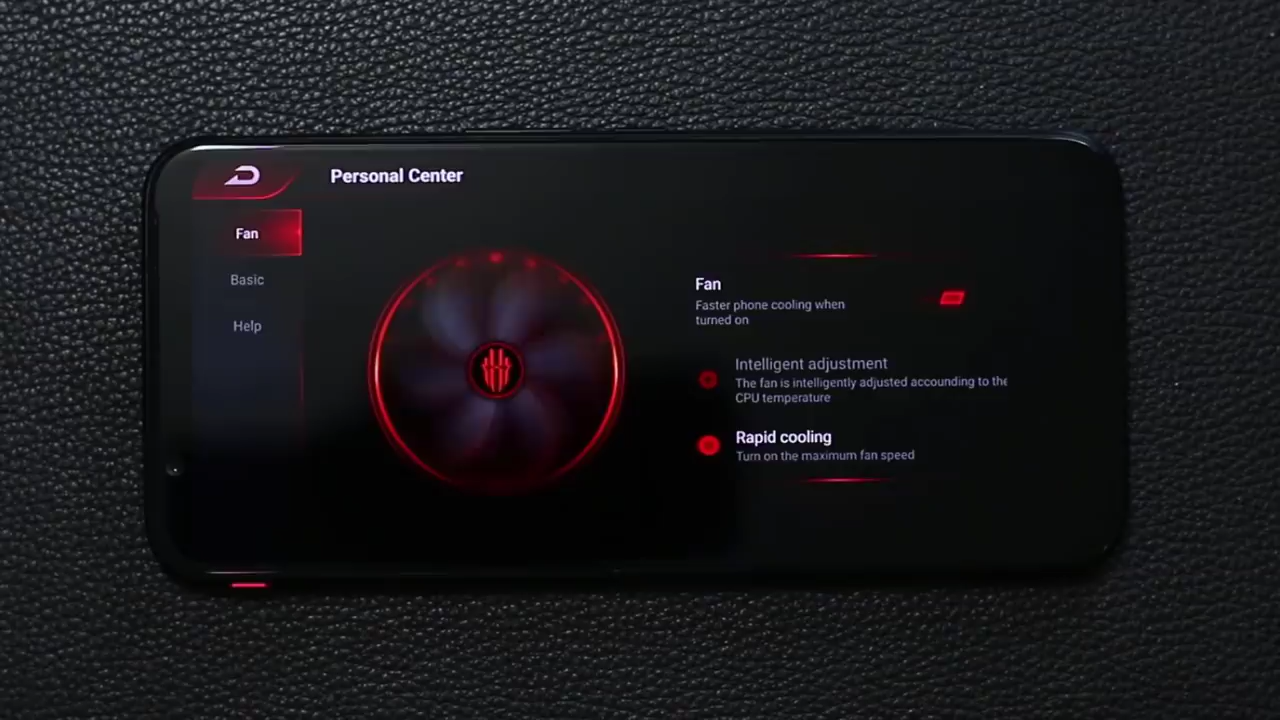 Personal Center
Fan
Basic
Help
Fan
Faster phone cooling when
turned on
Intelligent adjustment
The fan is intelligently adjusted accounding to the
CPU temperature
Rapid cooling
Turn on the maximum fan speed